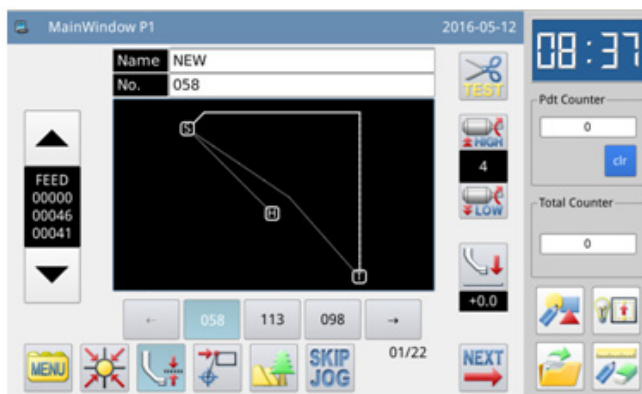 MainWindow P1
2016-05-12
08:37
Name NEW
No. 058
TEST
HIGH
4
LOW
+0.0
FEED
00000
00046
00041
S
H
T
Pdt Counter
0
clr
Total Counter
0
← 058 113 098 →
MENU
SKIP
JOG
01/22
NEXT